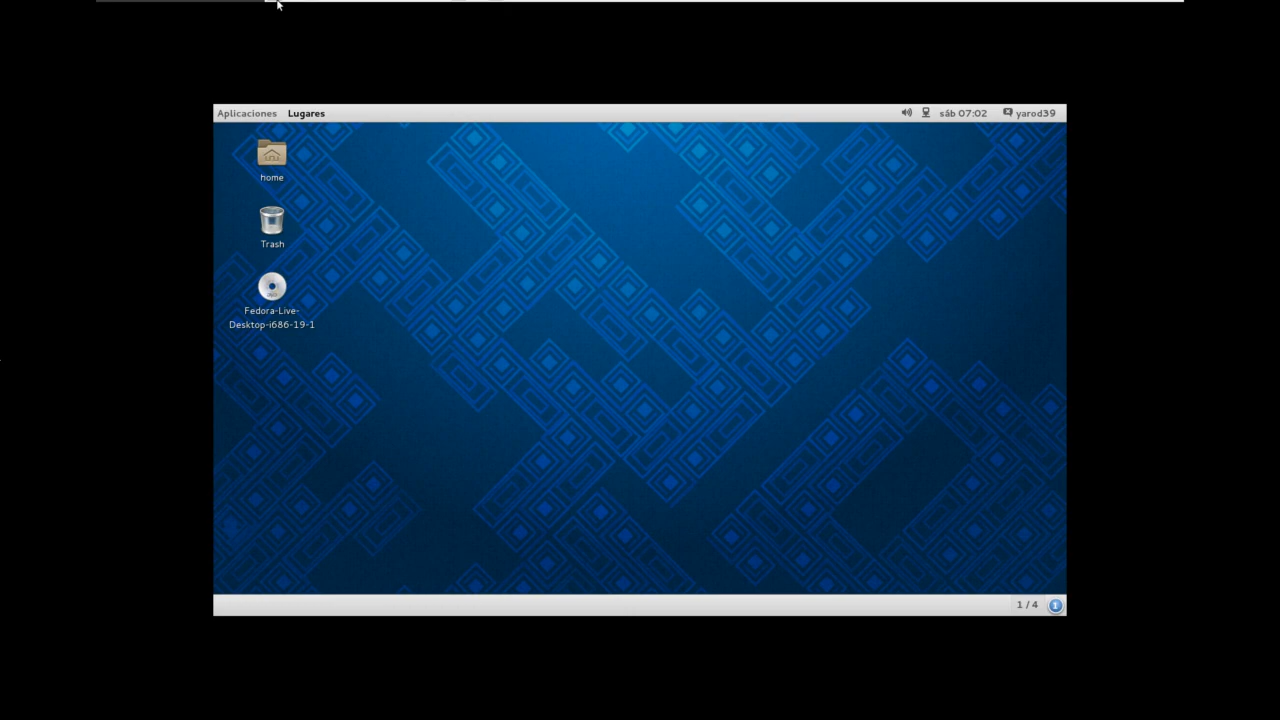 Aplicaciones Lugares sáb 07:02 yarod39
home
Trash
Fedora-Live-
Desktop-i686-19-1
1 / 4